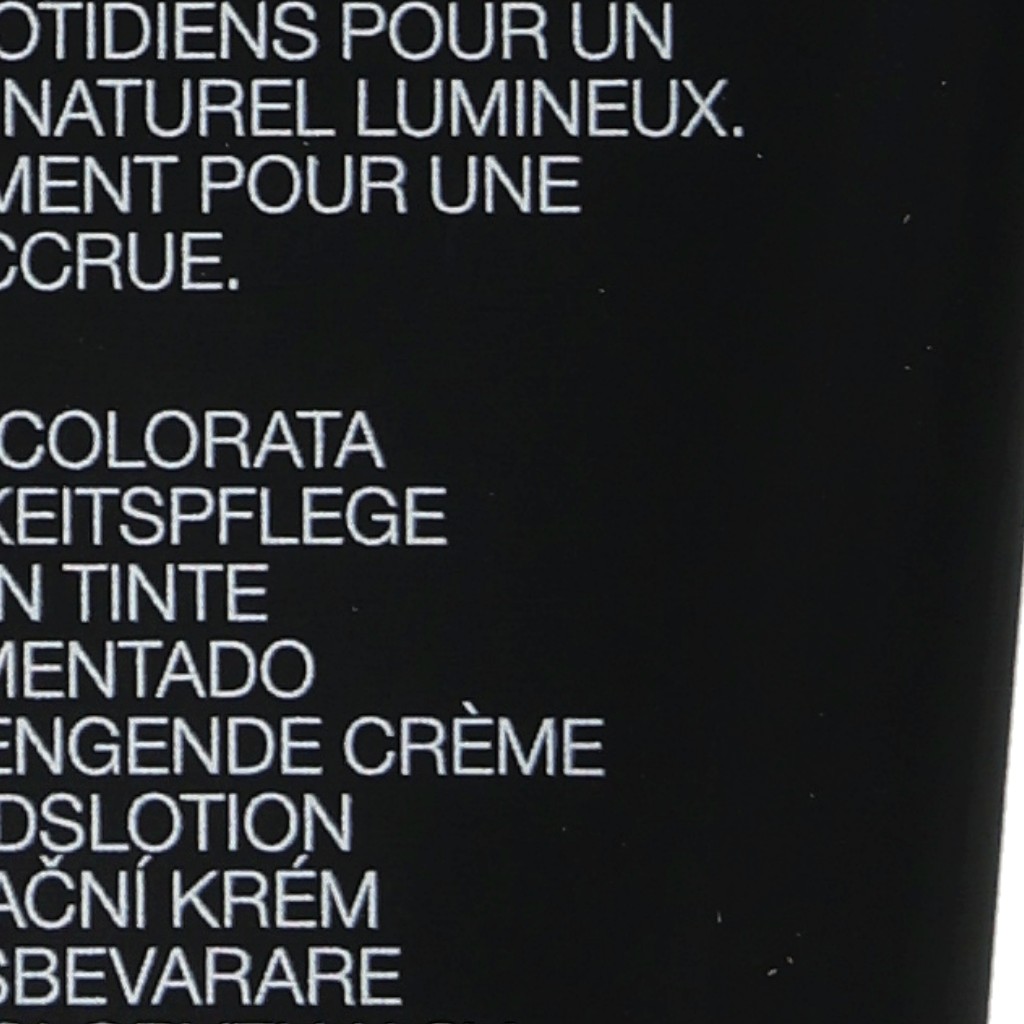 OTIDIENS POUR UN
NATUREL LUMINEUX.
MENT POUR UNE
CCRUE.
COLORATA
KEITSPFLEGE
N TINTE
MENTADO
ENGENDE CRÈME
DSLOTION
AČNÍ KRÉM
SBEVARARE